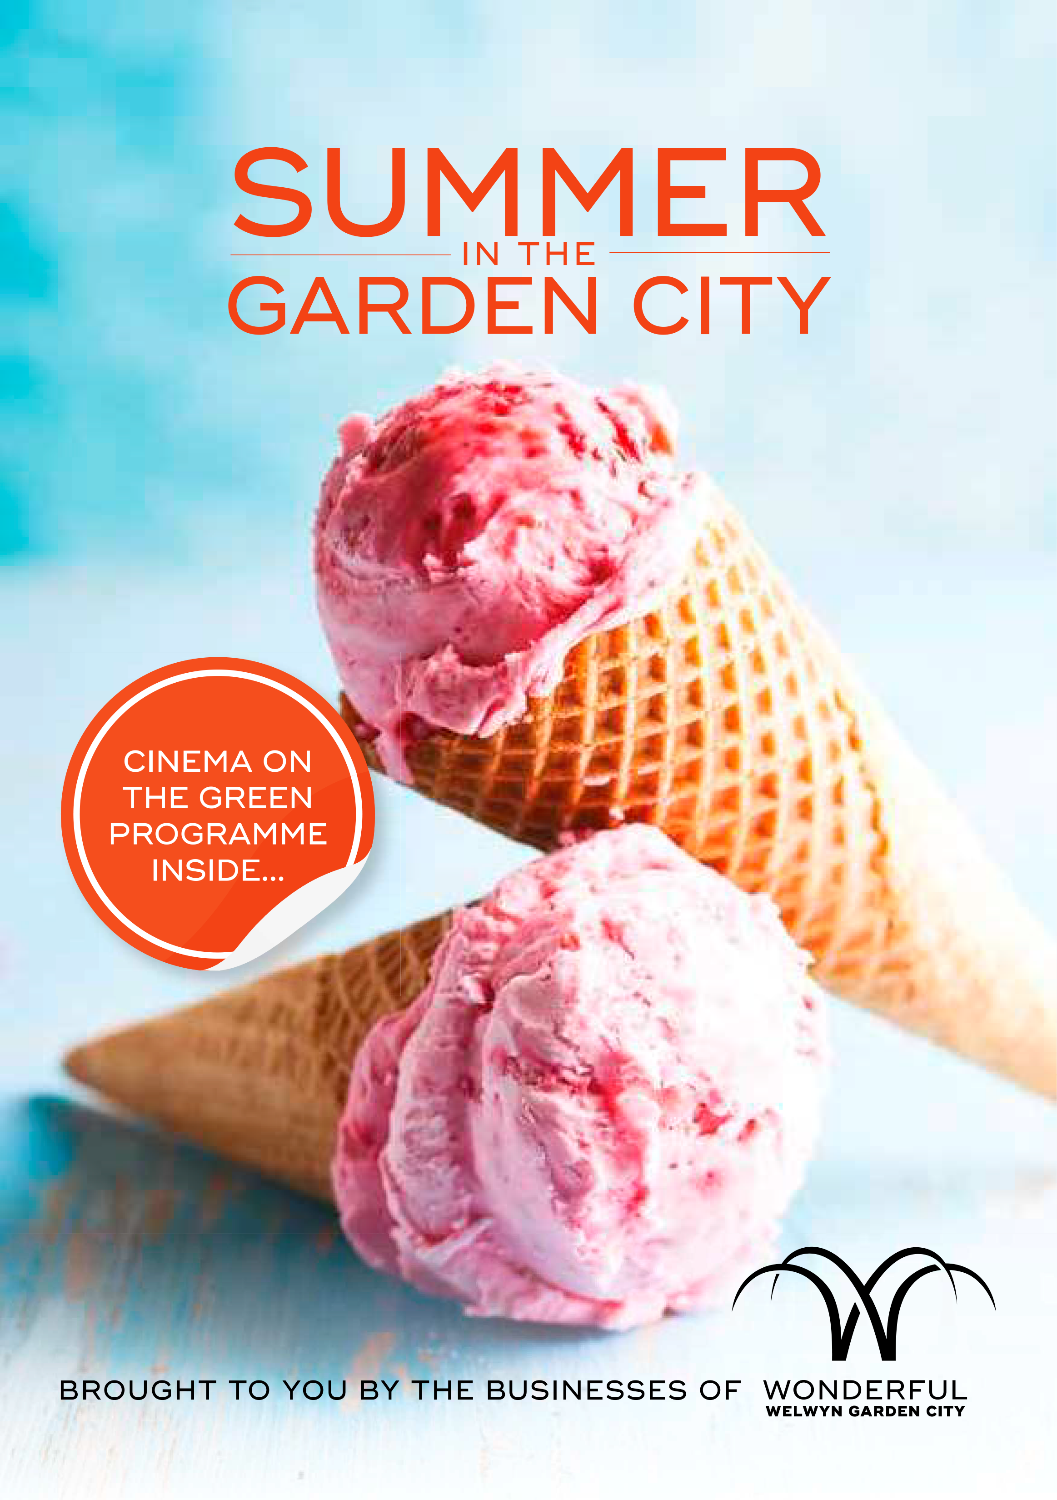 SUMMER
IN THE
GARDEN CITY
CINEMA ON
THE GREEN
PROGRAMME
INSIDE...
BROUGHT TO YOU BY THE BUSINESSES OF WONDERFUL
WELWYN GARDEN CITY